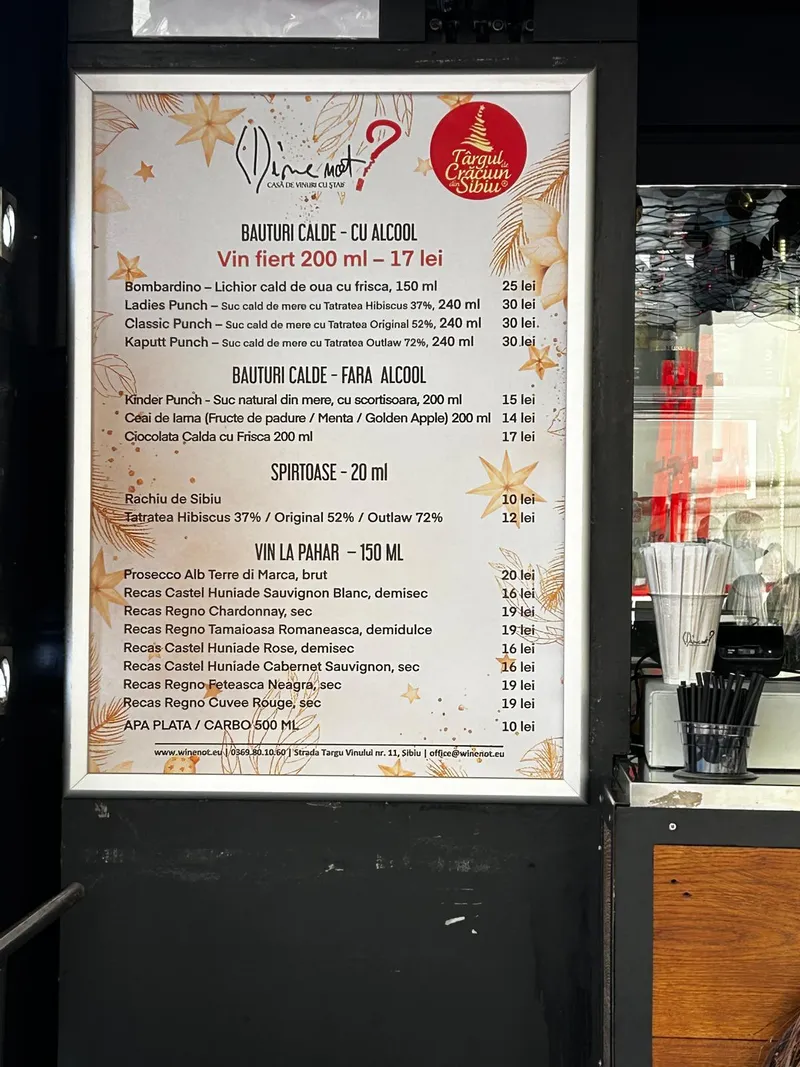 Wine not?
CASĂ DE VINURI CU ȘTAIF
Târgul de
Crăciun
din Sibiu®
BAUTURI CALDE – CU ALCOOL
Vin fiert 200 ml – 17 lei
Bombardino – Lichior cald de oua cu frisca, 150 ml 25 lei
Ladies Punch – Suc cald de mere cu Tatratea Hibiscus 37%, 240 ml 30 lei
Classic Punch – Suc cald de mere cu Tatratea Original 52%, 240 ml 30 lei.
Kaputt Punch – Suc cald de mere cu Tatratea Outlaw 72%, 240 ml 30 lei
BAUTURI CALDE – FARA ALCOOL
Kinder Punch - Suc natural din mere, cu scortisoara, 200 ml 15 lei
Ceai de Iarna (Fructe de padure / Menta / Golden Apple) 200 ml 14 lei
Ciocolata Calda cu Frisca 200 ml 17 lei
SPIRTOASE – 20 ml
Rachiu de Sibiu 10 lei
Tatratea Hibiscus 37% / Original 52% / Outlaw 72% 12 lei
VIN LA PAHAR – 150 ML
Prosecco Alb Terre di Marca, brut 20 lei
Recas Castel Huniade Sauvignon Blanc, demisec 16 lei
Recas Regno Chardonnay, sec 19 lei
Recas Regno Tamaioasa Romaneasca, demidulce 19 lei
Recas Castel Huniade Rose, demisec 16 lei
Recas Castel Huniade Cabernet Sauvignon, sec 16 lei
Recas Regno Feteasca Neagra, sec 19 lei
Recas Regno Cuvee Rouge, sec 19 lei
APA PLATA / CARBO 500 ML 10 lei
www.winenot.eu | 0369.80.10.60 | Strada Targu Vinului nr. 11, Sibiu | office@winenot.eu
Wine not?